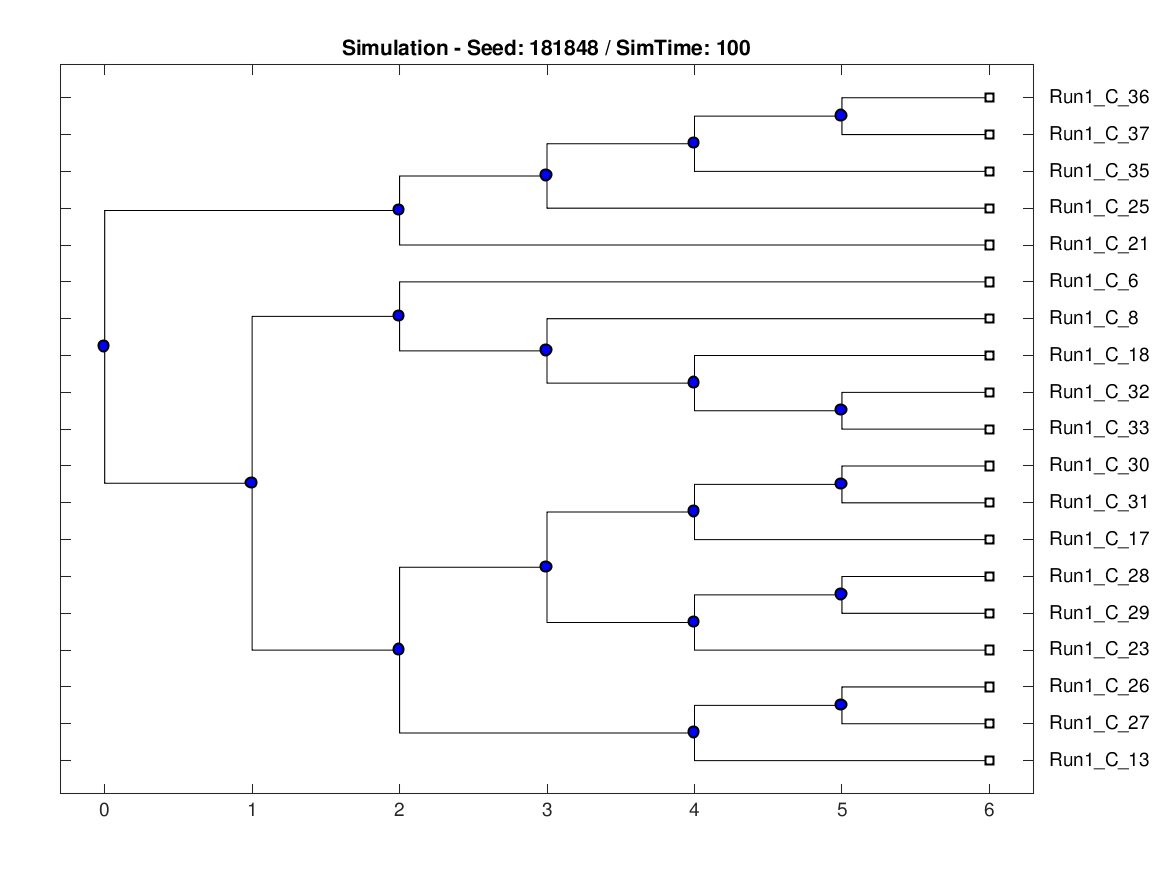 Simulation - Seed: 181848 / SimTime: 100
Run1_C_36
Run1_C_37
Run1_C_35
Run1_C_25
Run1_C_21
Run1_C_6
Run1_C_8
Run1_C_18
Run1_C_32
Run1_C_33
Run1_C_30
Run1_C_31
Run1_C_17
Run1_C_28
Run1_C_29
Run1_C_23
Run1_C_26
Run1_C_27
Run1_C_13
0 1 2 3 4 5 6